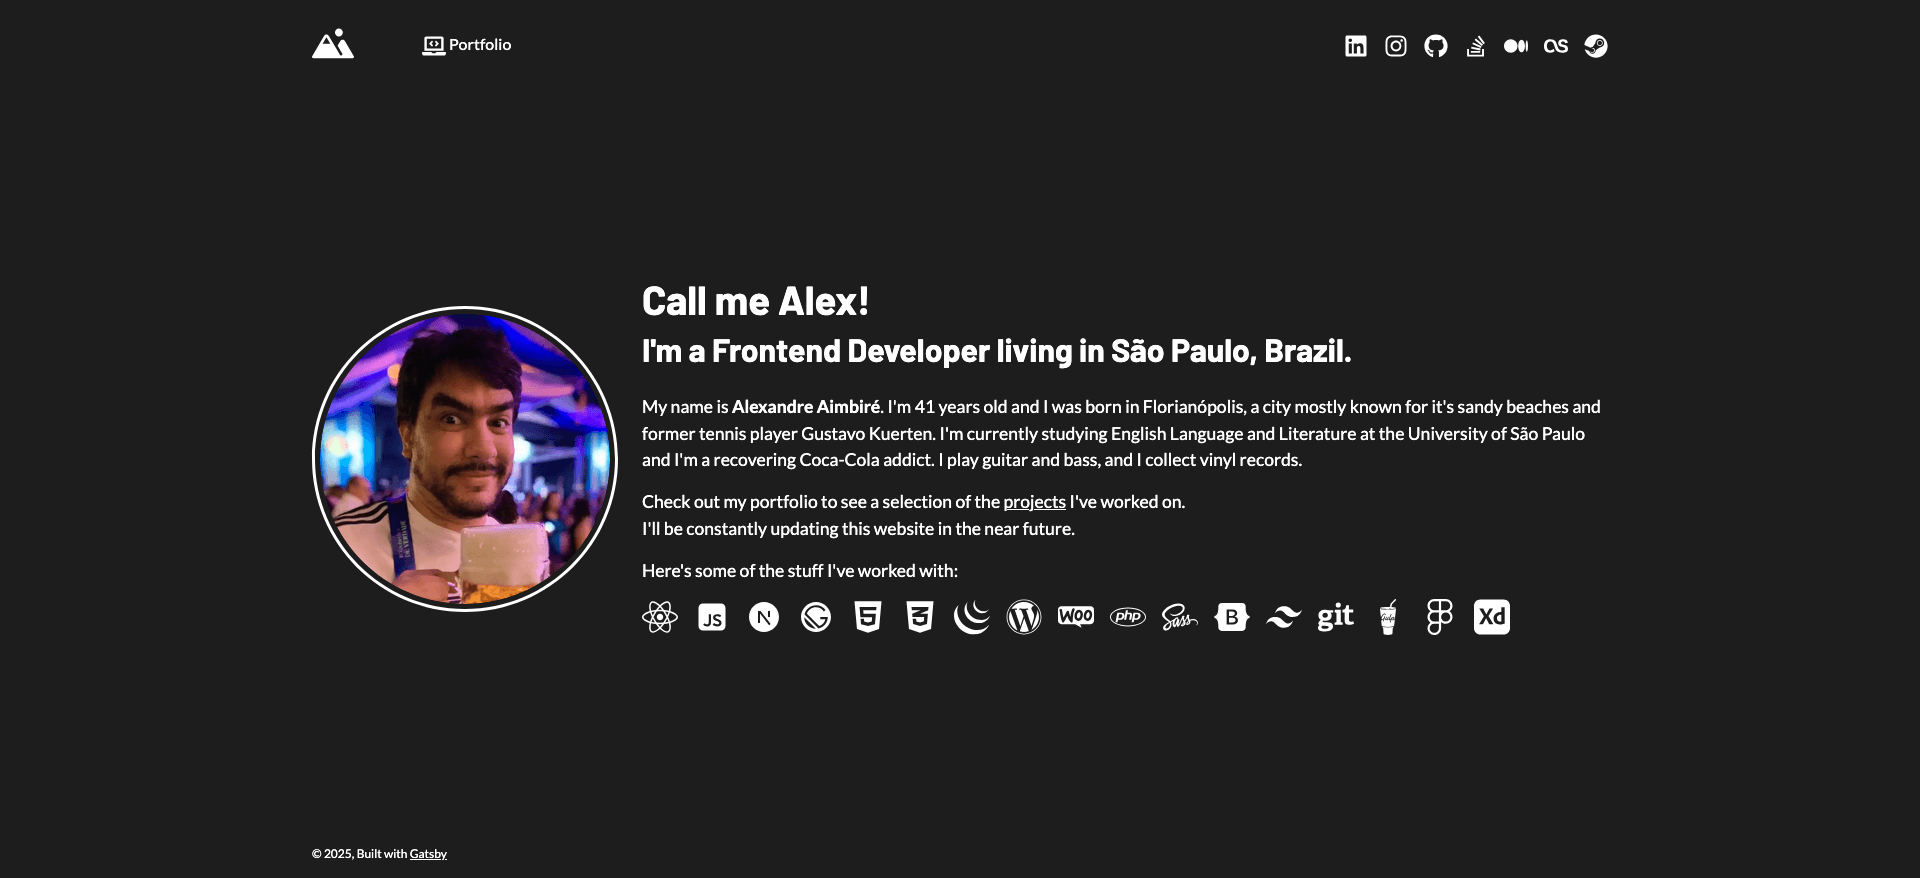 Portfolio
in
as
Call me Alex!
I'm a Frontend Developer living in São Paulo, Brazil.
My name is Alexandre Aimbiré. I'm 41 years old and I was born in Florianópolis, a city mostly known for it's sandy beaches and
former tennis player Gustavo Kuerten. I'm currently studying English Language and Literature at the University of São Paulo
and I'm a recovering Coca-Cola addict. I play guitar and bass, and I collect vinyl records.
Check out my portfolio to see a selection of the projects I've worked on.
I'll be constantly updating this website in the near future.
Here's some of the stuff I've worked with:
JS N G 5 3 W WOO php Sass B git Gulp Xd
© 2025, Built with Gatsby